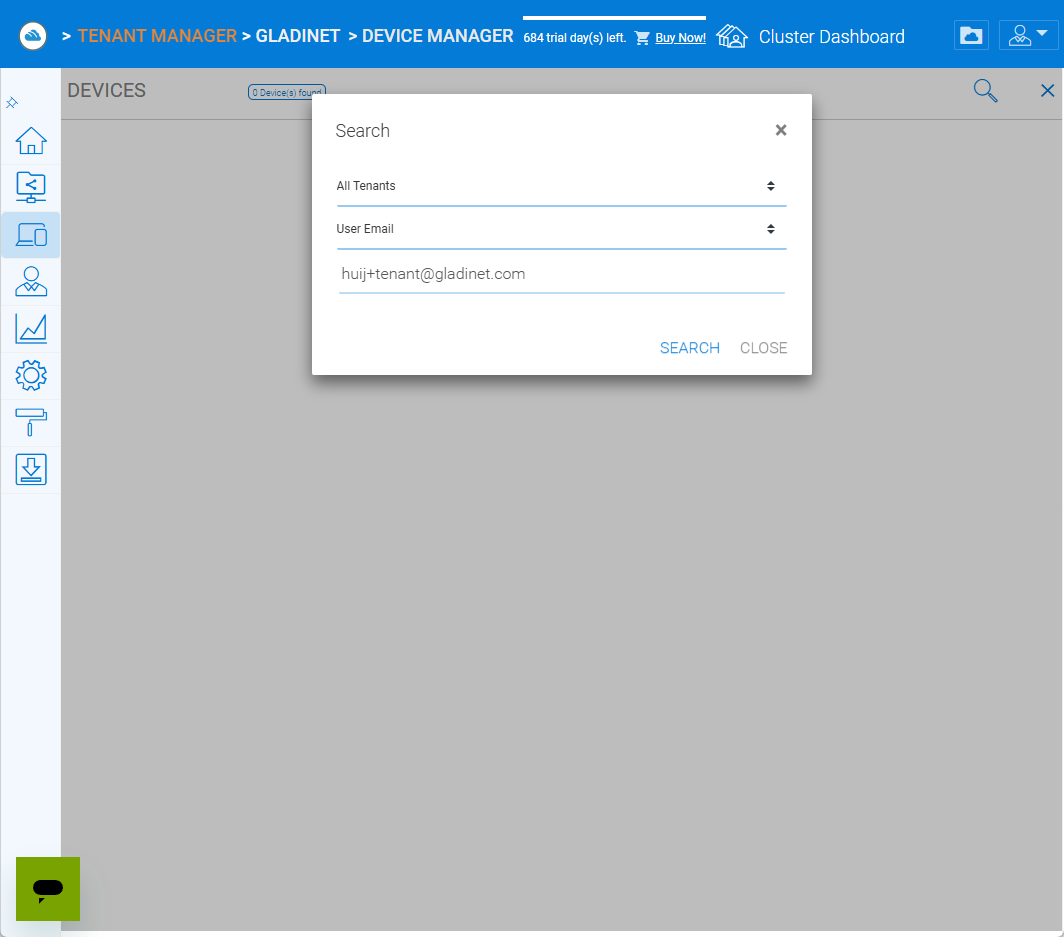 > TENANT MANAGER > GLADINET > DEVICE MANAGER 684 trial day(s) left. Buy Now! Cluster Dashboard
DEVICES 0 Device(s) found
Search ×
All Tenants
User Email
huij+tenant@gladinet.com
SEARCH CLOSE